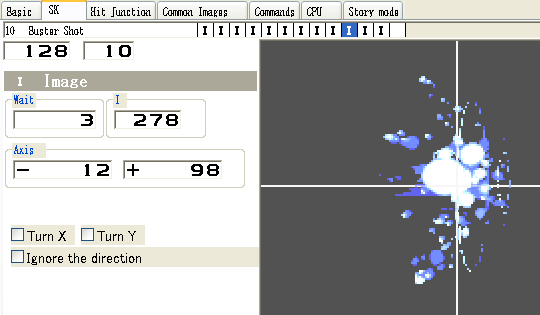 Basic SK Hit function Common Images Commands CPU Story mode
10 Buster Shot I I I I I I I I I I I I
128 10
I Image
Wait I
3 278
Axis
- 12 + 98
Turn X Turn Y
Ignore the direction